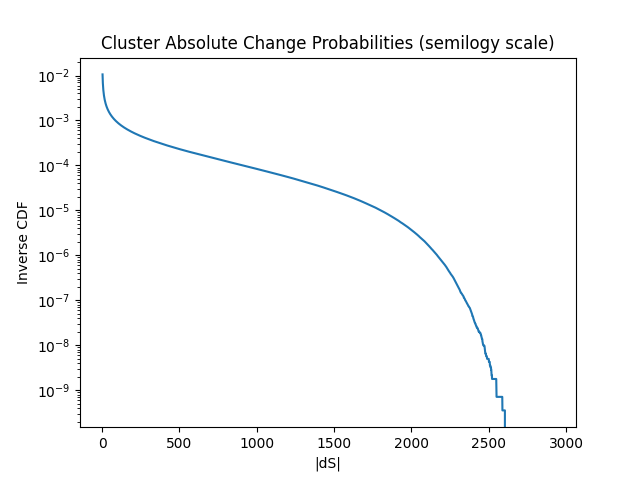 Cluster Absolute Change Probabilities (semilogy scale)
10⁻²
10⁻³
10⁻⁴
10⁻⁵
10⁻⁶
10⁻⁷
10⁻⁸
10⁻⁹
Inverse CDF
0 500 1000 1500 2000 2500 3000
|dS|